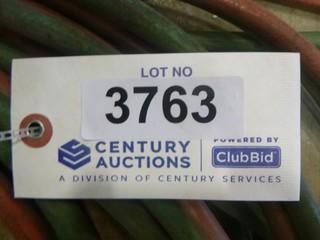 LOT NO
3763
CENTURY AUCTIONS
POWERED BY
ClubBid
A DIVISION OF CENTURY SERVICES